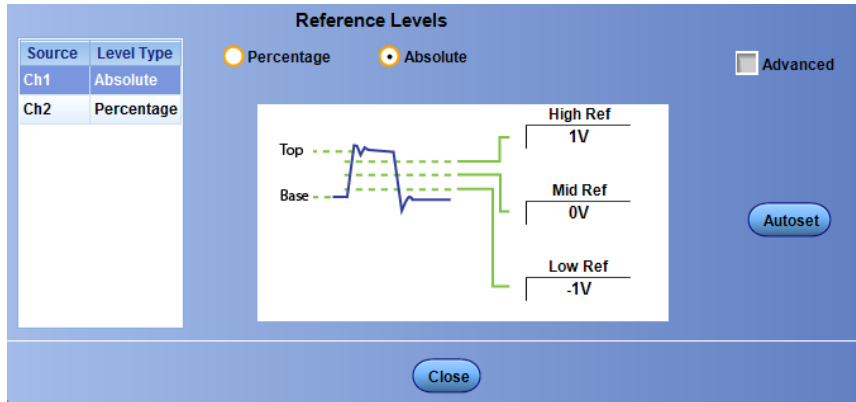 Reference Levels
Source Level Type
Ch1 Absolute
Ch2 Percentage
Percentage Absolute
Advanced
Top
Base
High Ref
1V
Mid Ref
0V
Low Ref
-1V
Autoset
Close